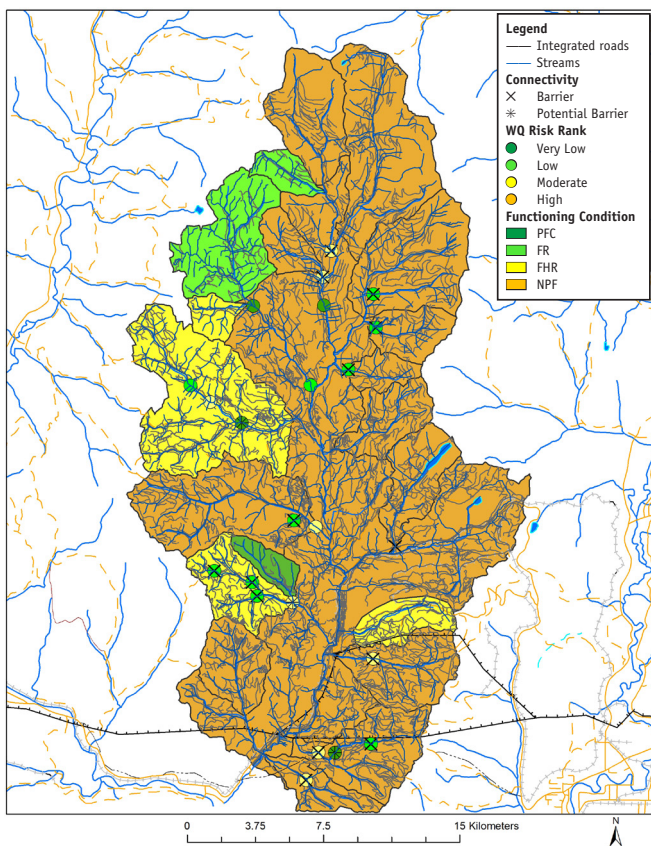 Legend
Integrated roads
Streams
Connectivity
Barrier
Potential Barrier
WQ Risk Rank
Very Low
Low
Moderate
High
Functioning Condition
PFC
FR
FHR
NPF
0 3.75 7.5 15 Kilometers
N